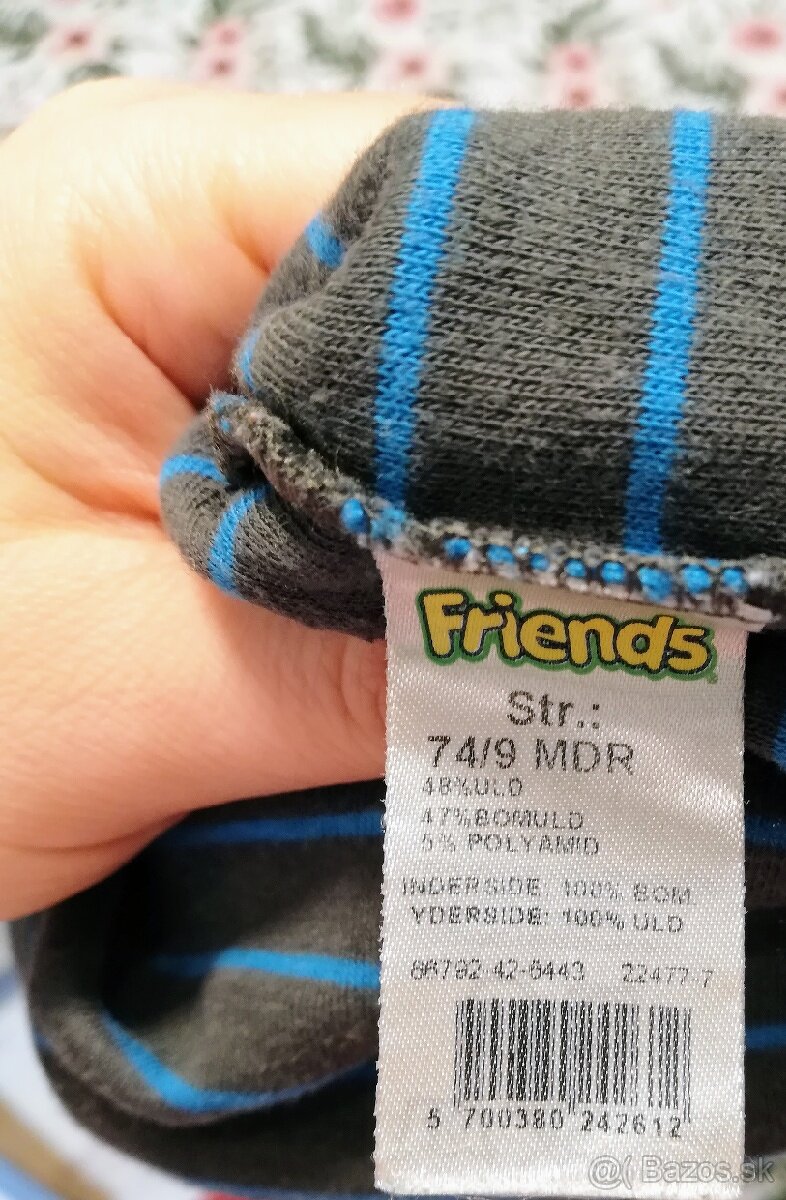 Friends
Str.:
74/9 MDR
48%ULD
47%BOMULD
5% POLYAMID
INDERSIDE: 100% BOM.
YDERSIDE: 100% ULD
86792-42-6443 22477-7
5 700380 242612
@( Bazos.sk